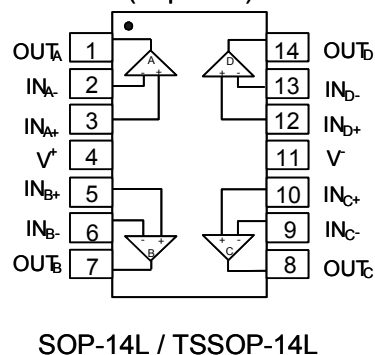 OUTA 1 14 OUTD
INA- 2 13 IND-
INA+ 3 12 IND+
V+ 4 11 V-
INB+ 5 10 INC+
INB- 6 9 INC-
OUTB 7 8 OUTC
A D
- + + -
- + + -
B C
SOP-14L / TSSOP-14L